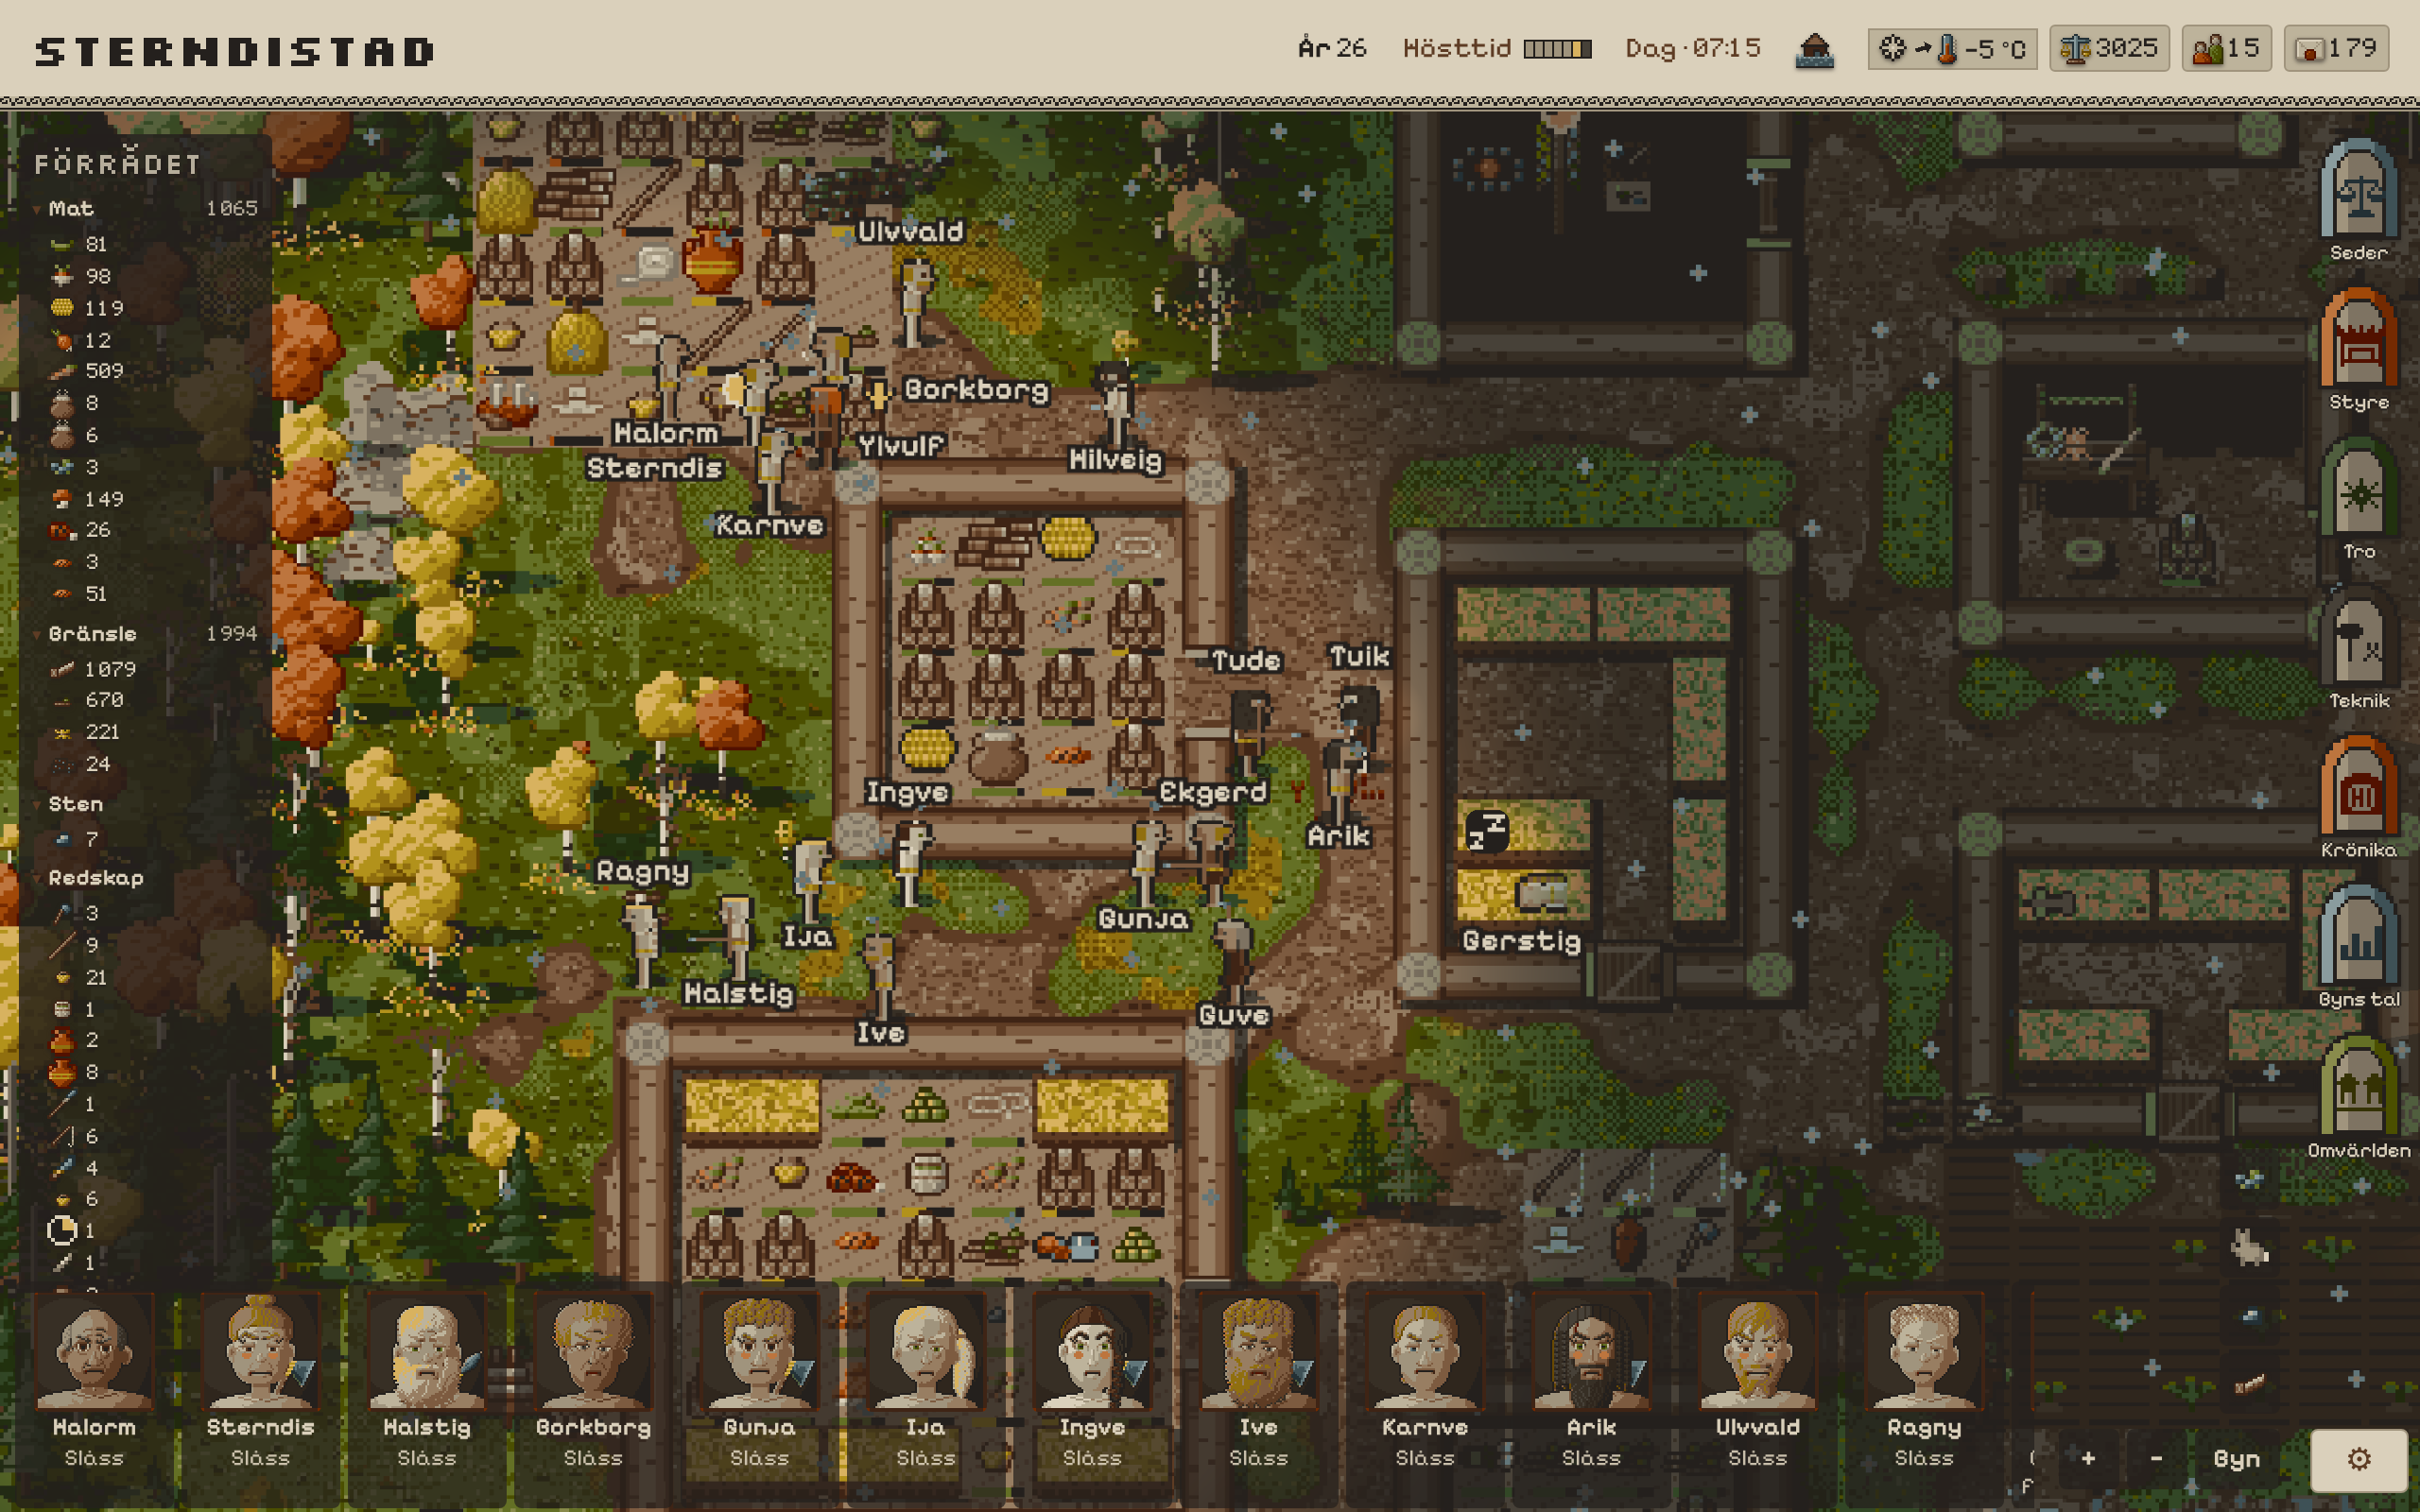 STERNDISTAD
År 26
Hösttid
Dag · 07:15
-5 °C
3025
15
179
FÖRRÅDET
Mat 1065
81
98
119
12
509
8
6
3
149
26
3
51
Gränsle 1994
1079
670
221
24
Sten
7
Redskap
3
9
21
1
2
8
1
6
4
6
1
1
Ulvvald
Borkborg
Halorm
Ylvulf
Hilveig
Sterndis
Karnve
Tude
Tuik
Ingve
Ekgerd
Arik
Ragny
Gunja
Ija
Gerstig
Halstig
Guve
Ive
z z
Seder
Styre
Tro
Teknik
Krönika
Byns tal
Omvärlden
Halorm
Slåss
Sterndis
Slåss
Halstig
Slåss
Borkborg
Slåss
Gunja
Slåss
Ija
Slåss
Ingve
Slåss
Ive
Slåss
Karnve
Slåss
Arik
Slåss
Ulvvald
Slåss
Ragny
Slåss
+
-
Byn